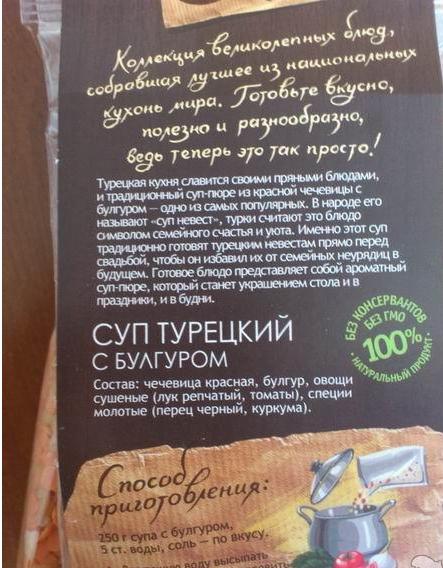 Коллекция великолепных блюд,
собравшая лучшее из национальных
кухонь мира. Готовьте вкусно,
полезно и разнообразно,
ведь теперь это так просто!
Турецкая кухня славится своими пряными блюдами,
и традиционный суп-пюре из красной чечевицы с
булгуром – одно из самых популярных. В народе его
называют «суп невест», турки считают это блюдо
символом семейного счастья и уюта. Именно этот суп
традиционно готовят турецким невестам прямо перед
свадьбой, чтобы он избавил их от семейных неурядиц в
будущем. Готовое блюдо представляет собой ароматный
суп-пюре, который станет украшением стола и в
праздники, и в будни.
СУП ТУРЕЦКИЙ
С БУЛГУРОМ
БЕЗ КОНСЕРВАНТОВ
БЕЗ ГМО
100%
• НАТУРАЛЬНЫЙ ПРОДУКТ •
Состав: чечевица красная, булгур, овощи
сушеные (лук репчатый, томаты), специи
молотые (перец черный, куркума).
Способ
приготовления:
250 г супа с булгуром,
5 ст. воды, соль – по вкусу.
воду высыпать